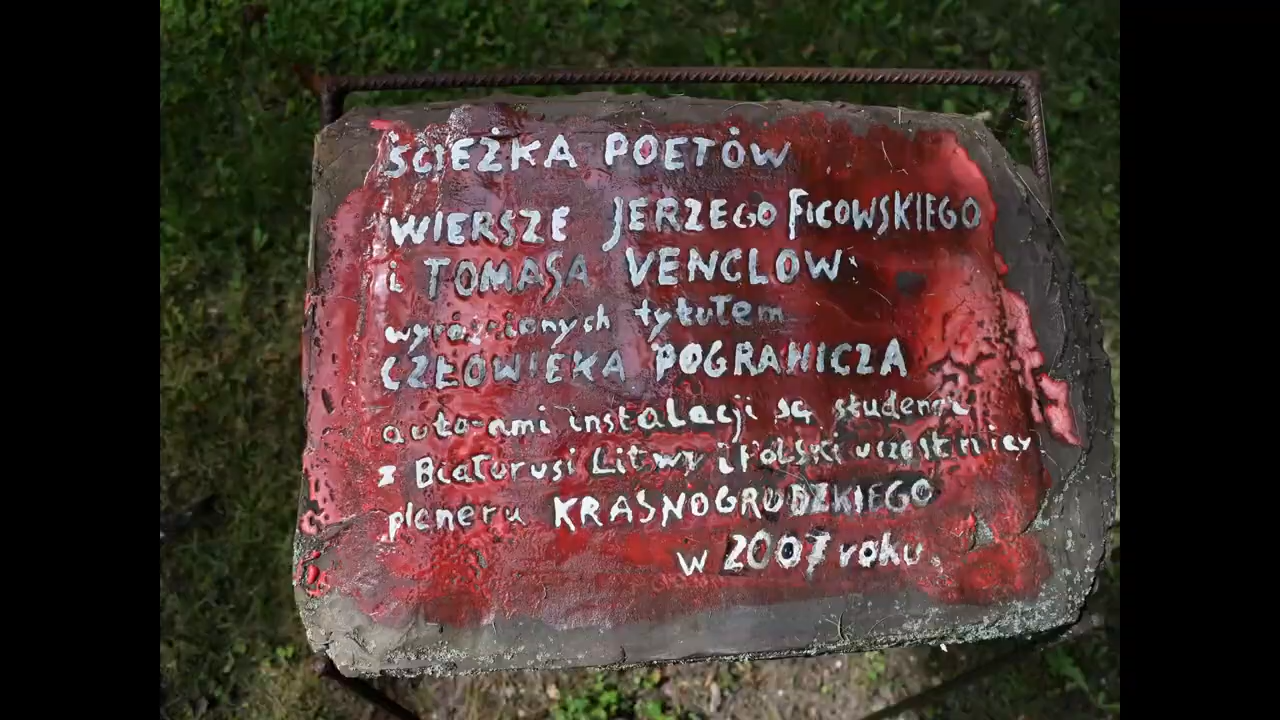 ŚCIEŻKA POETÓW
WIERSZE JERZEGO FICOWSKIEGO
i TOMASA VENCLOWY
wyróżnionych tytułem
CZŁOWIEKA POGRANICZA
autorami instalacji są studenci
z Białorusi Litwy i Polski uczestnicy
pleneru KRASNOGRUDZKIEGO
w 2007 roku